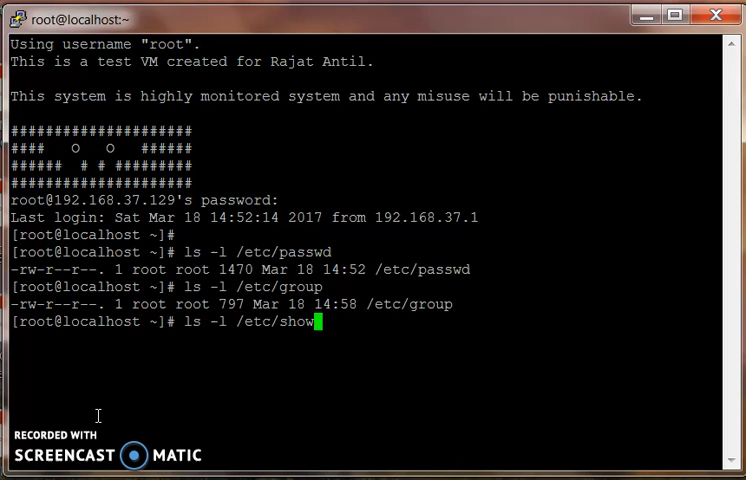 root@localhost:~
Using username "root".
This is a test VM created for Rajat Antil.
This system is highly monitored system and any misuse will be punishable.
######################
####   O   O   ######
######  # # #########
######################
root@192.168.37.129's password:
Last login: Sat Mar 18 14:52:14 2017 from 192.168.37.1
[root@localhost ~]#
[root@localhost ~]# ls -l /etc/passwd
-rw-r--r--. 1 root root 1470 Mar 18 14:52 /etc/passwd
[root@localhost ~]# ls -l /etc/group
-rw-r--r--. 1 root root 797 Mar 18 14:58 /etc/group
[root@localhost ~]# ls -l /etc/show
RECORDED WITH
SCREENCAST MATIC